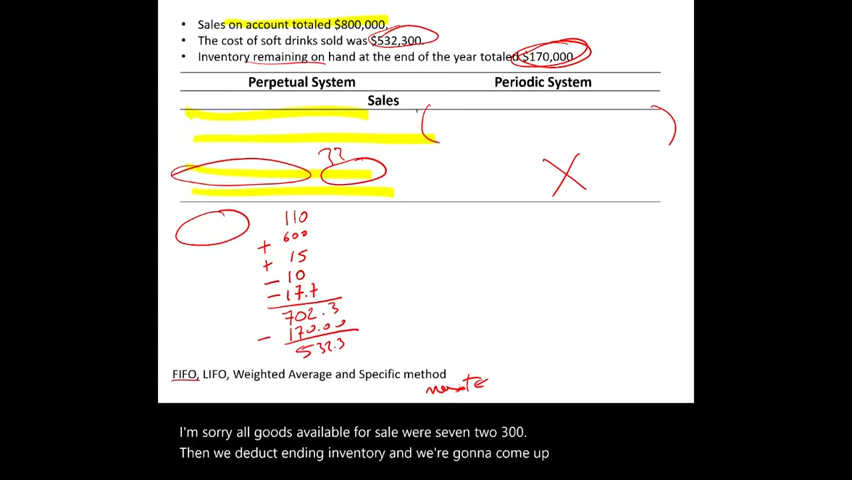 • Sales on account totaled $800,000.
• The cost of soft drinks sold was $532,300.
• Inventory remaining on hand at the end of the year totaled $170,000
Perpetual System Periodic System
Sales
??
110
+ 600
+ 15
- 10
- 17.7
702.3
- 170.00
532.3
FIFO, LIFO, Weighted Average and Specific method
I'm sorry all goods available for sale were seven two 300.
Then we deduct ending inventory and we're gonna come up